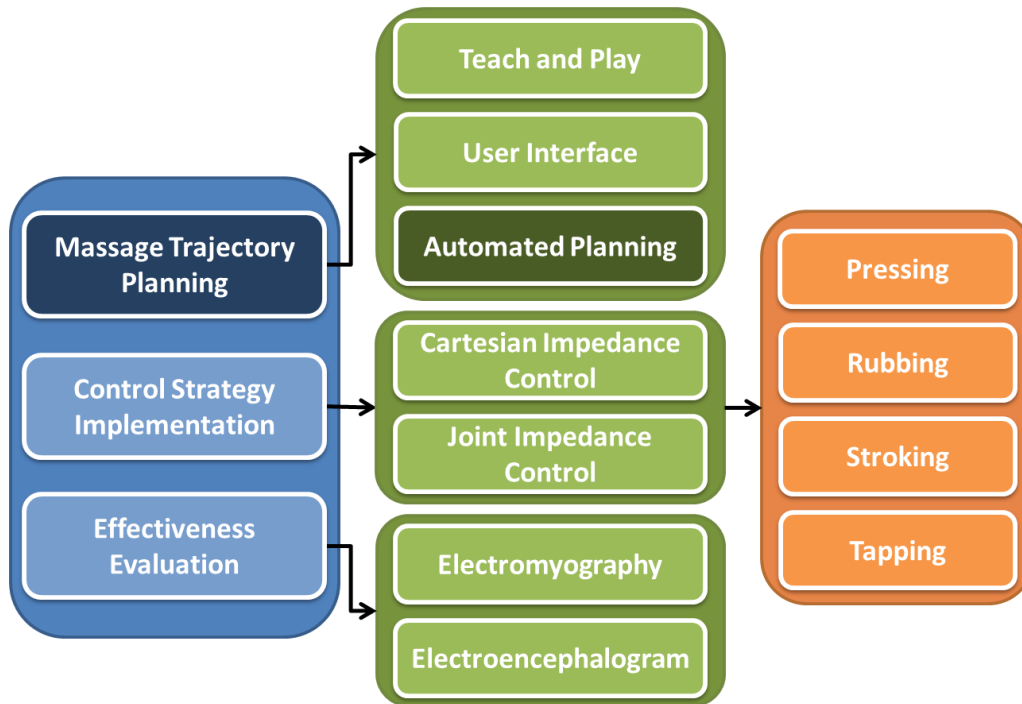 Massage Trajectory
Planning
Control Strategy
Implementation
Effectiveness
Evaluation
Teach and Play
User Interface
Automated Planning
Cartesian Impedance
Control
Joint Impedance
Control
Electromyography
Electroencephalogram
Pressing
Rubbing
Stroking
Tapping